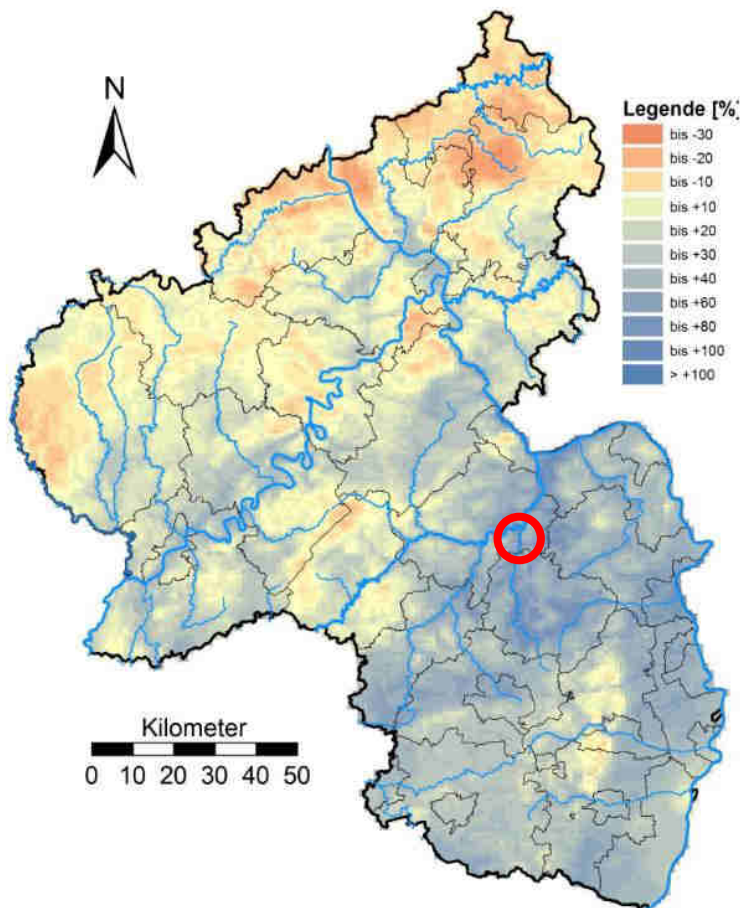 N
Legende [%]
bis -30
bis -20
bis -10
bis +10
bis +20
bis +30
bis +40
bis +60
bis +80
bis +100
> +100
Kilometer
0 10 20 30 40 50